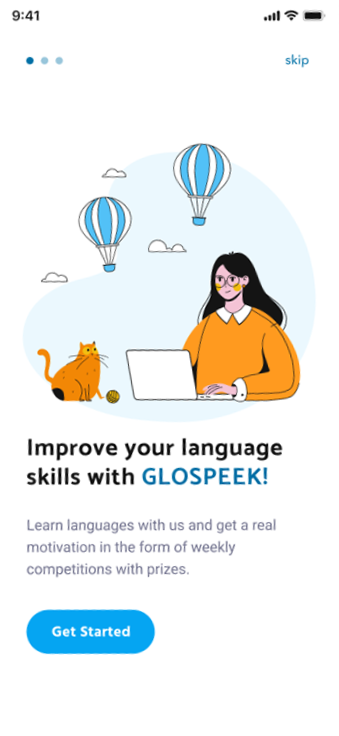 9:41
skip
Improve your language
skills with GLOSPEEK!
Learn languages with us and get a real
motivation in the form of weekly
competitions with prizes.
Get Started